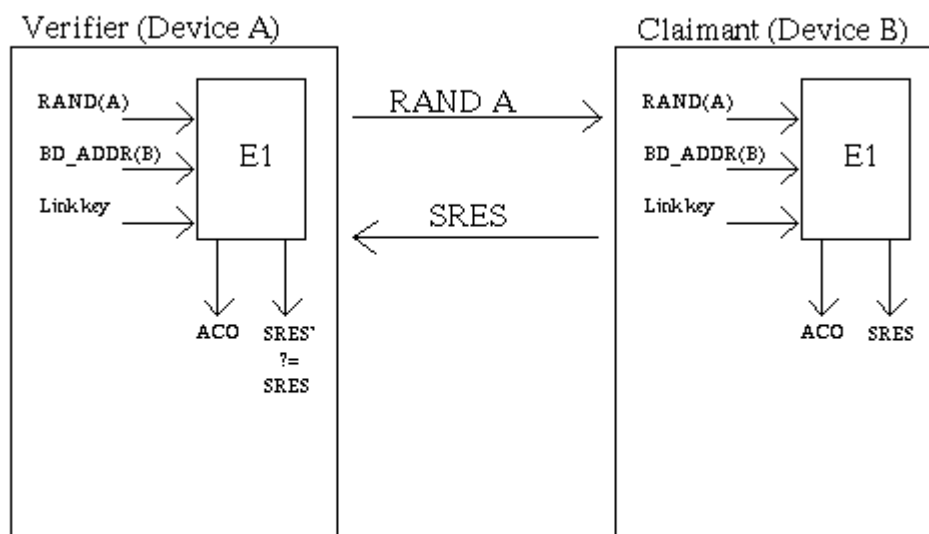 Verifier (Device A)
RAND(A)
BD_ADDR(B)
Link key
E1
ACO
SRES'
?=
SRES
RAND A
SRES
Claimant (Device B)
RAND(A)
BD_ADDR(B)
Link key
E1
ACO
SRES